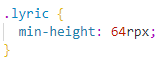 .lyric {
  min-height: 64rpx;
}